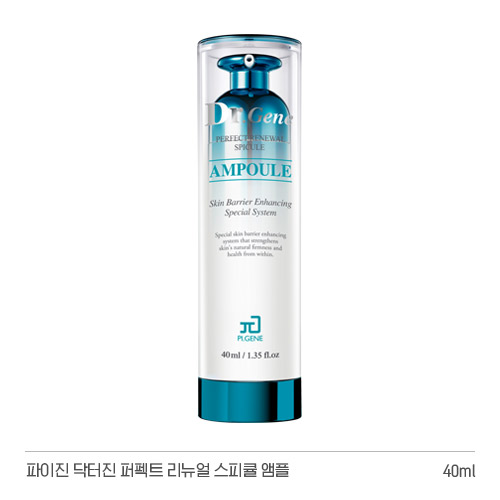 Dr.Gene
PERFECT RENEWAL
SPICULE
AMPOULE
Skin Barrier Enhancing
Special System
Special skin barrier enhancing
system that strengthens
skin's natural firmness and
health from within.
PI.GENE
40ml / 1.35 fl.oz
파이진 닥터진 퍼펙트 리뉴얼 스피큘 앰플 40ml